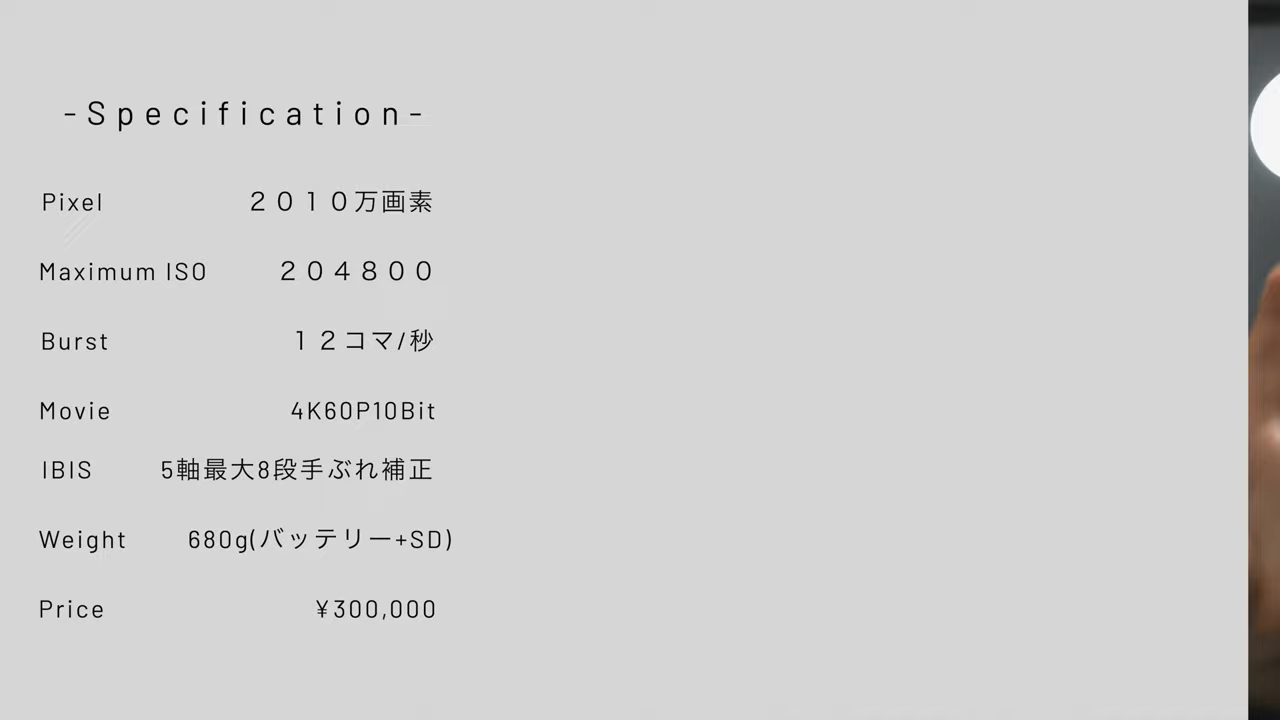 -Specification-
Pixel ２０１０万画素
Maximum ISO ２０４８００
Burst １２コマ/秒
Movie 4K60P10Bit
IBIS 5軸最大8段手ぶれ補正
Weight 680g(バッテリー+SD)
Price ¥300,000